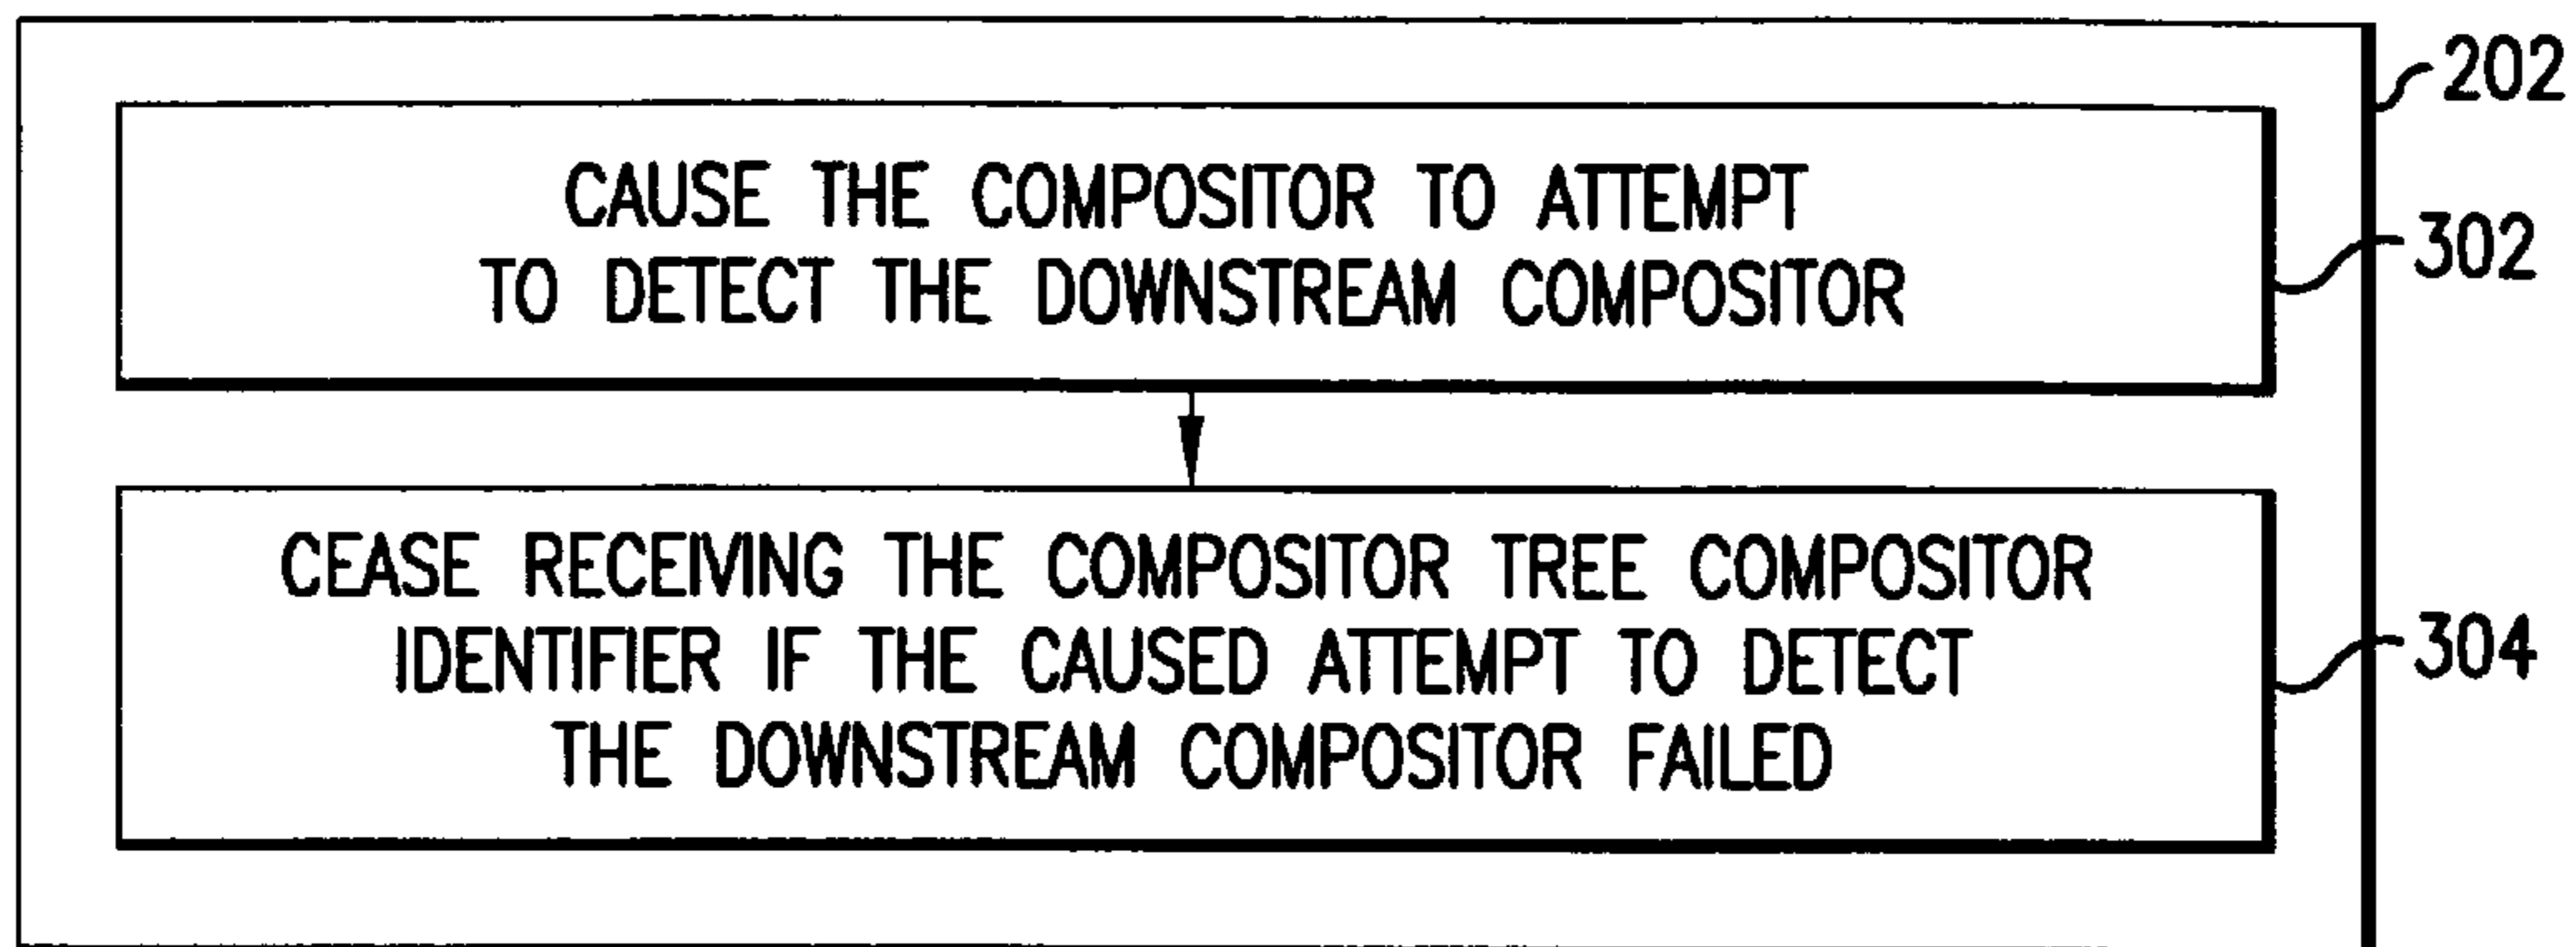 202
CAUSE THE COMPOSITOR TO ATTEMPT
TO DETECT THE DOWNSTREAM COMPOSITOR
302
CEASE RECEIVING THE COMPOSITOR TREE COMPOSITOR
IDENTIFIER IF THE CAUSED ATTEMPT TO DETECT
THE DOWNSTREAM COMPOSITOR FAILED
304